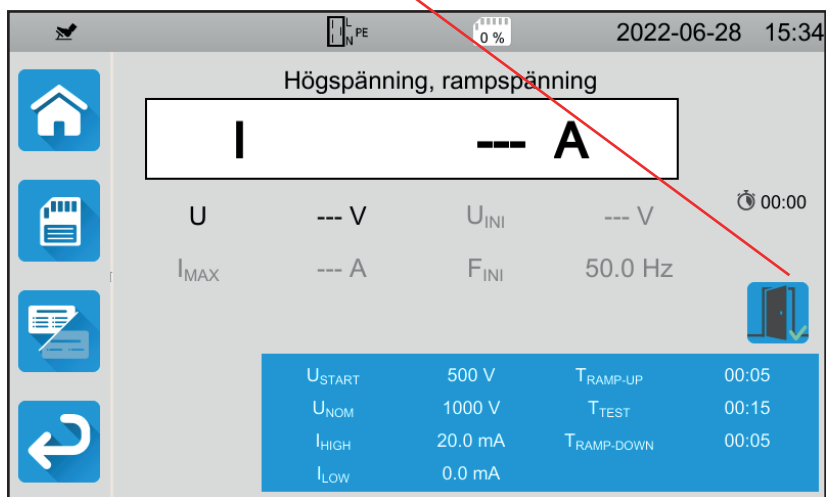 L N PE 0 % 2022-06-28 15:34
Högspänning, rampspänning
I --- A
U --- V UINI --- V 00:00
IMAX --- A FINI 50.0 Hz
USTART 500 V TRAMP-UP 00:05
UNOM 1000 V TTEST 00:15
IHIGH 20.0 mA TRAMP-DOWN 00:05
ILOW 0.0 mA